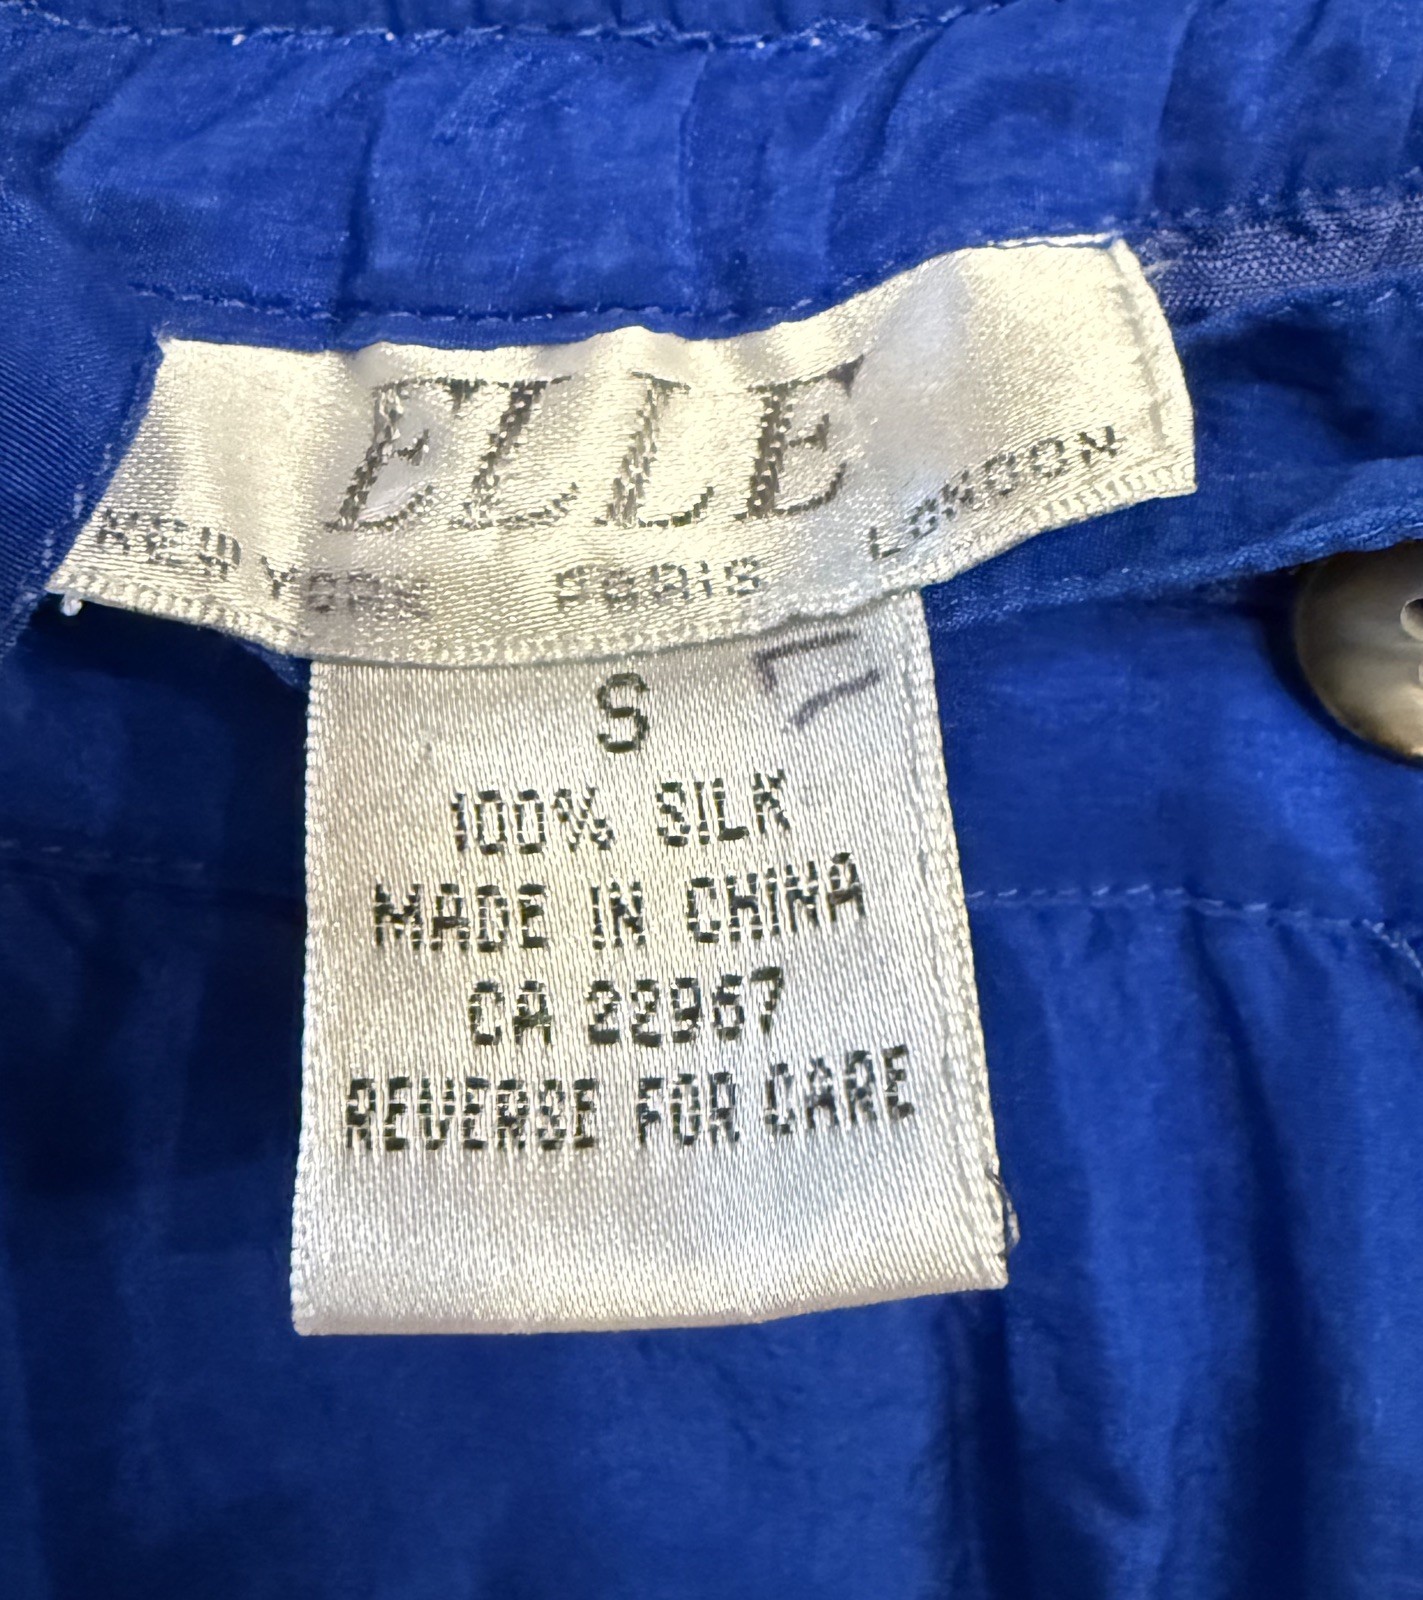 ELLE
NEW YORK PARIS LONDON
S
100% SILK
MADE IN CHINA
CA 22967
REVERSE FOR CARE